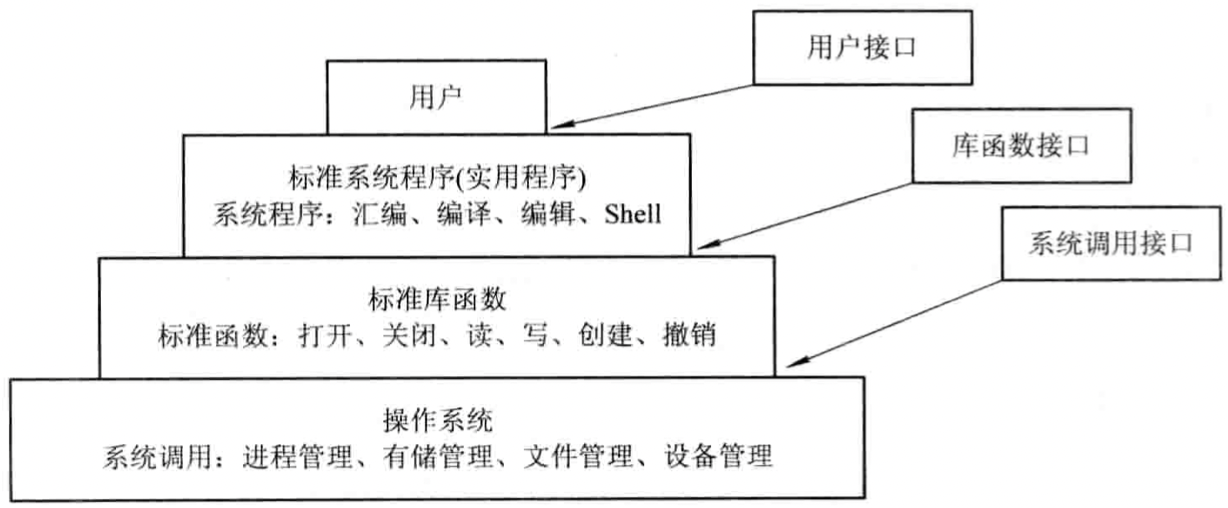 用户接口
用户
库函数接口
标准系统程序(实用程序)
系统程序：汇编、编译、编辑、Shell
系统调用接口
标准库函数
标准函数：打开、关闭、读、写、创建、撤销
操作系统
系统调用：进程管理、有储管理、文件管理、设备管理